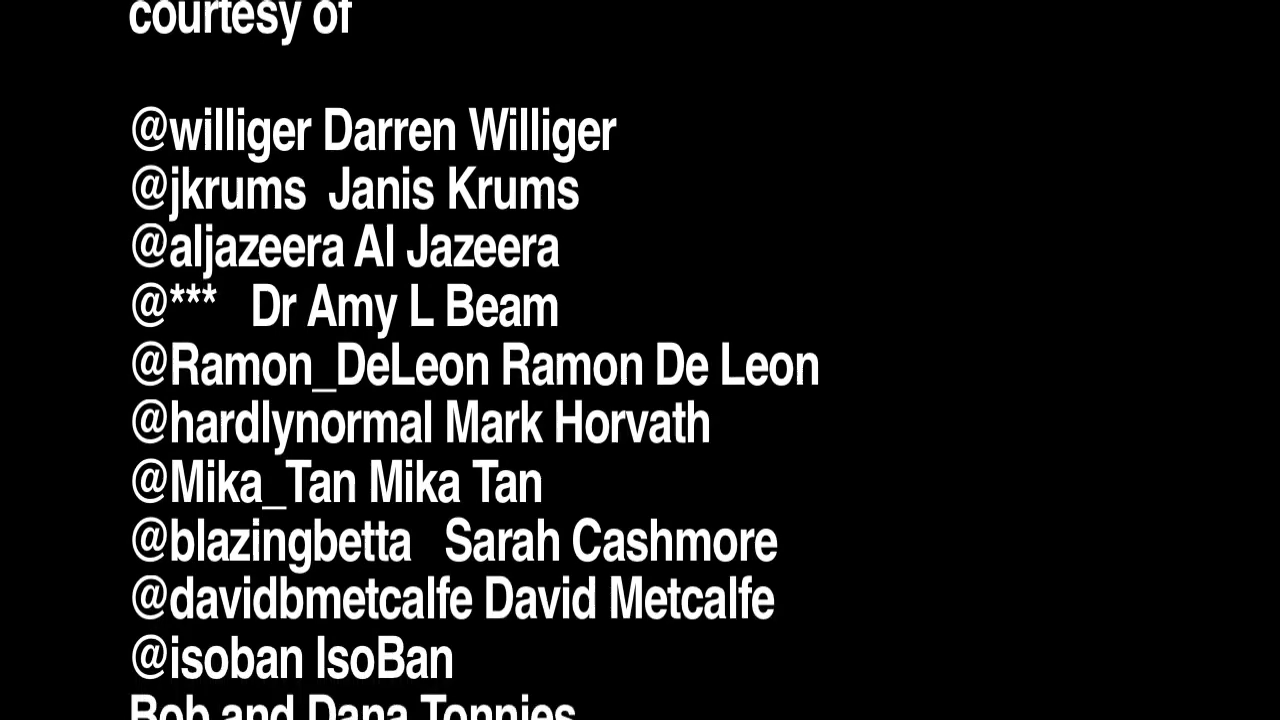 courtesy of
@williger Darren Williger
@jkrums Janis Krums
@aljazeera Al Jazeera
@*** Dr Amy L Beam
@Ramon_DeLeon Ramon De Leon
@hardlynormal Mark Horvath
@Mika_Tan Mika Tan
@blazingbetta Sarah Cashmore
@davidbmetcalfe David Metcalfe
@isoban IsoBan
Rob and Dana Tonnies